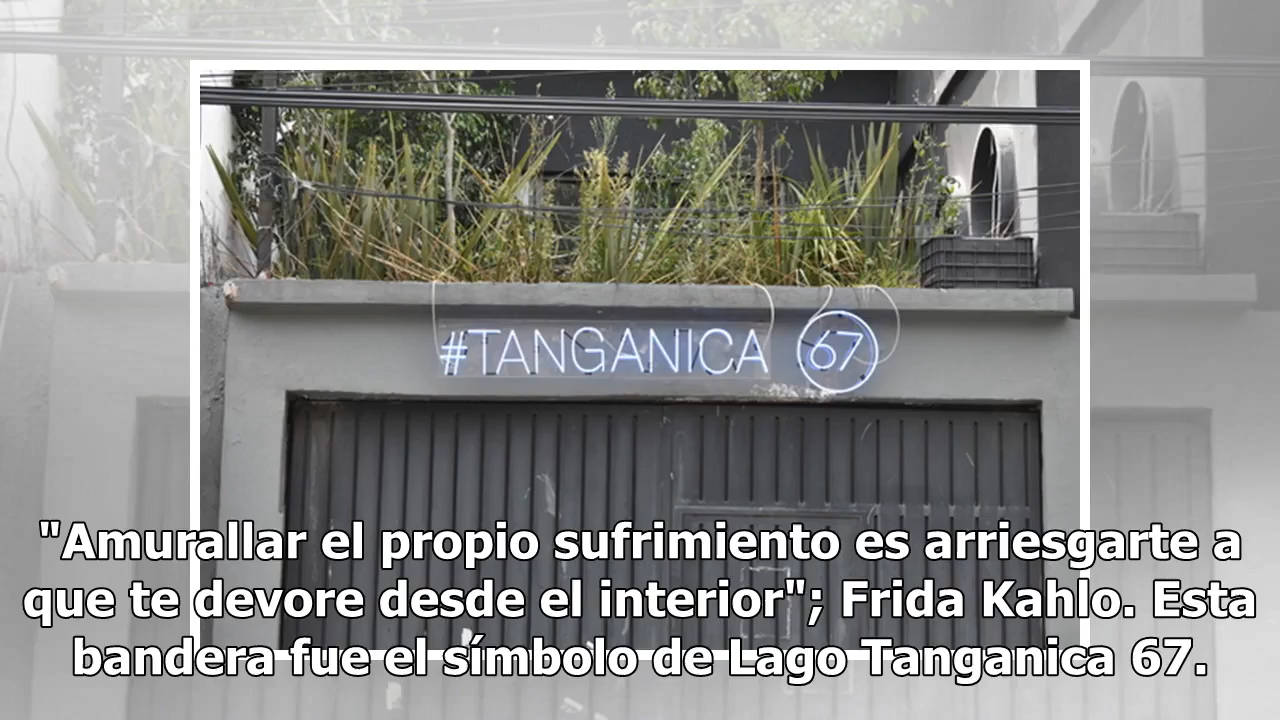 #TANGANICA 67
"Amurallar el propio sufrimiento es arriesgarte a
que te devore desde el interior"; Frida Kahlo. Esta
bandera fue el símbolo de Lago Tanganica 67.